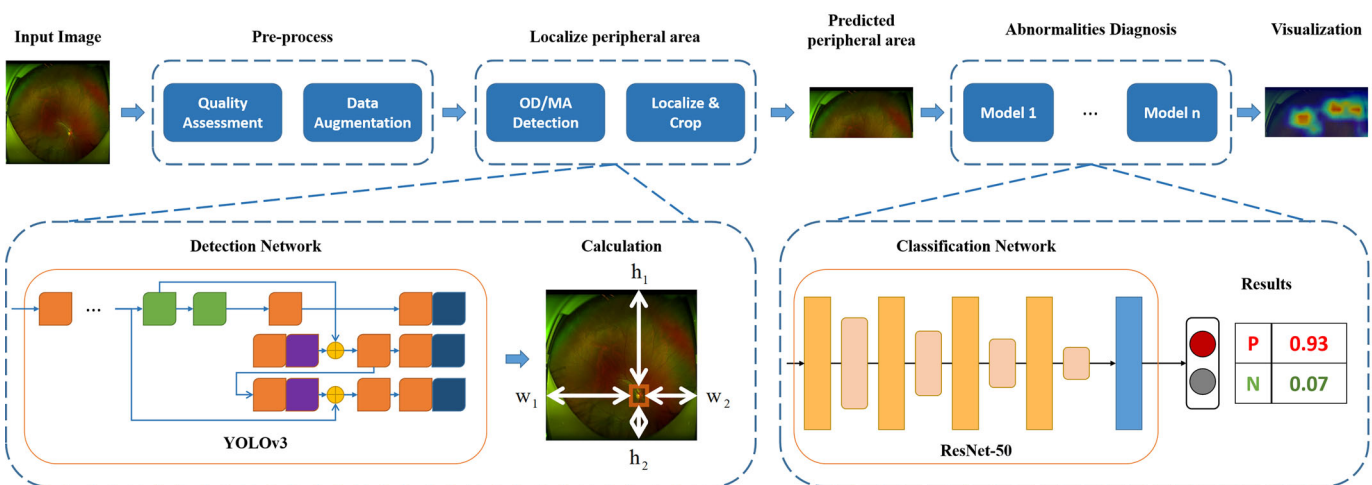 Input Image
Pre-process
Localize peripheral area
Predicted
peripheral area
Abnormalities Diagnosis
Visualization
Quality
Assessment
Data
Augmentation
OD/MA
Detection
Localize &
Crop
Model 1
...
Model n
Detection Network
Calculation
...
YOLOv3
h1
w1
w2
h2
Classification Network
ResNet-50
Results
P 0.93
N 0.07